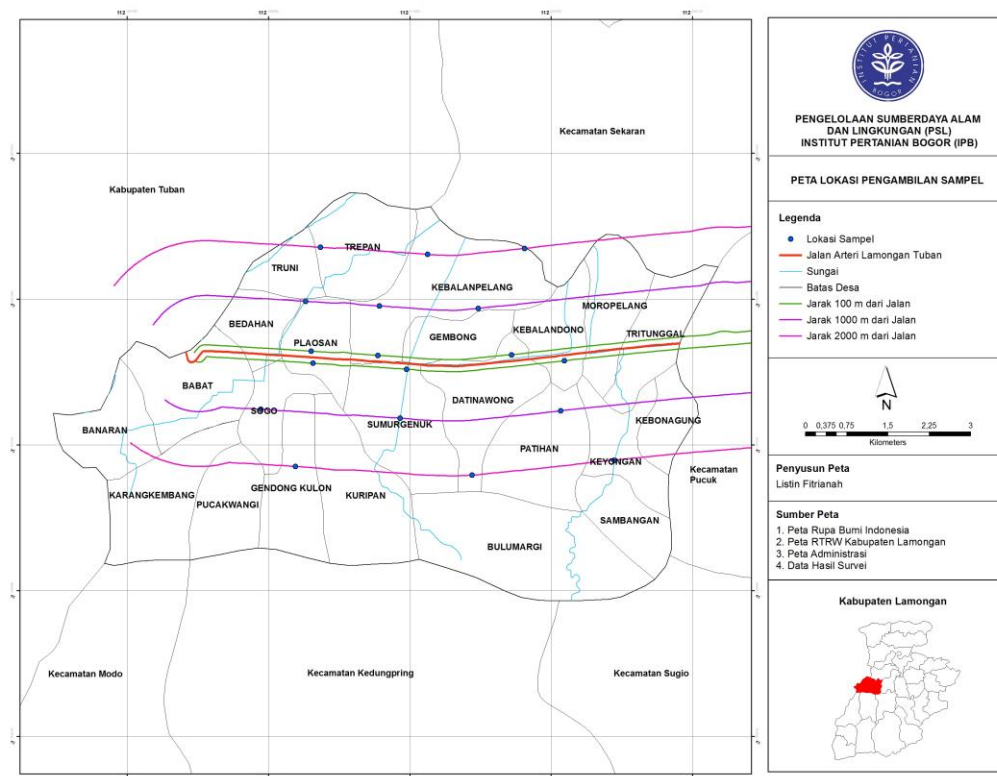 112
112
112
112
112
Kecamatan Sekaran
Kabupaten Tuban
TREPAN
TRUNI
KEBALANPELANG
MOROPELANG
BEDAHAN
KEBALANDONO
GEMBONG
TRITUNGGAL
PLAOSAN
BABAT
DATINAWONG
SOGO
KEBONAGUNG
SUMURGENUK
BANARAN
PATIHAN
KEYONGAN
Kecamatan
Pucuk
GENDONG KULON
KARANGKEMBANG
KURIPAN
PUCAKWANGI
SAMBANGAN
BULUMARGI
Kecamatan Modo
Kecamatan Kedungpring
Kecamatan Sugio
INSTITUT PERTANIAN
BOGOR
PENGELOLAAN SUMBERDAYA ALAM
DAN LINGKUNGAN (PSL)
INSTITUT PERTANIAN BOGOR (IPB)
PETA LOKASI PENGAMBILAN SAMPEL
Legenda
Lokasi Sampel
Jalan Arteri Lamongan Tuban
Sungai
Batas Desa
Jarak 100 m dari Jalan
Jarak 1000 m dari Jalan
Jarak 2000 m dari Jalan
N
0 0,375 0,75 1,5 2,25 3
Kilometers
Penyusun Peta
Listin Fitrianah
Sumber Peta
1. Peta Rupa Bumi Indonesia
2. Peta RTRW Kabupaten Lamongan
3. Peta Administrasi
4. Data Hasil Survei
Kabupaten Lamongan